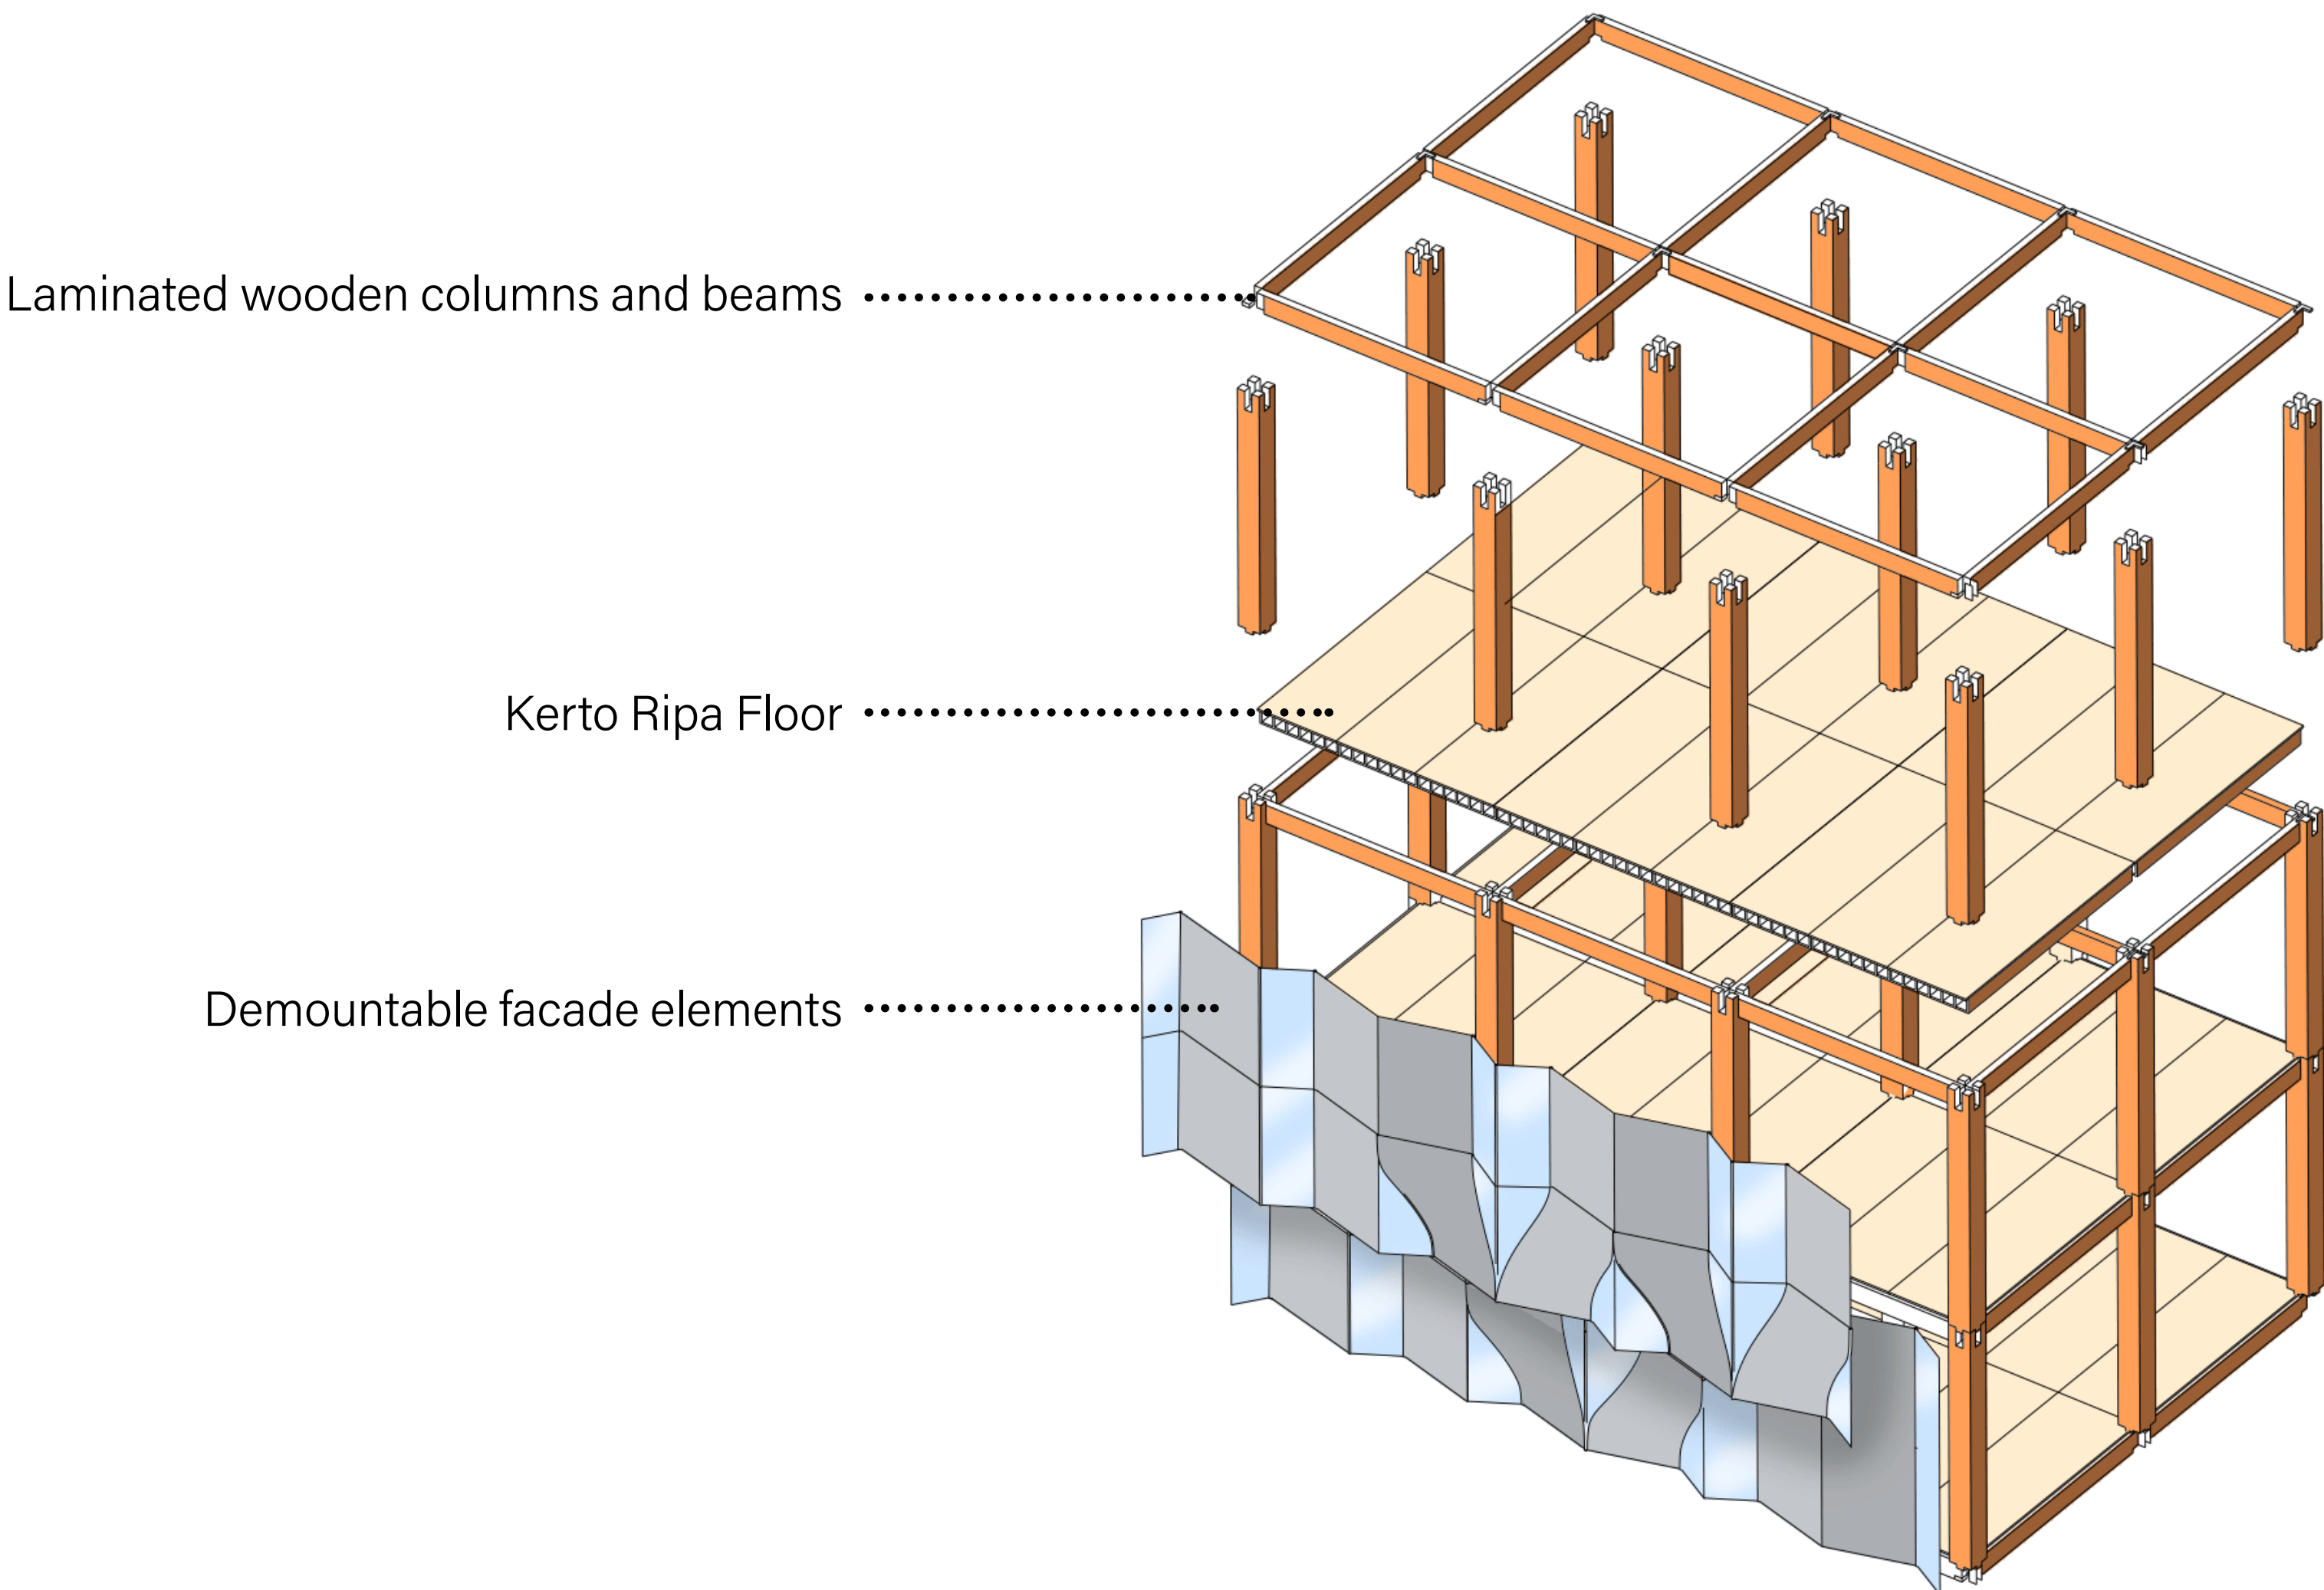 Laminated wooden columns and beams
Kerto Ripa Floor
Demountable facade elements